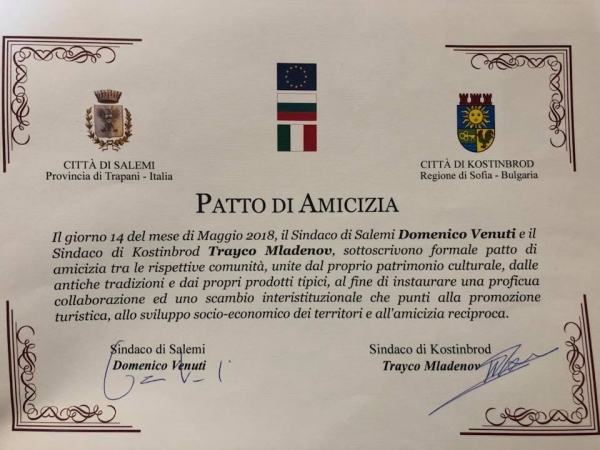 CITTÀ DI SALEMI
Provincia di Trapani - Italia
CITTÀ DI KOSTINBROD
Regione di Sofia - Bulgaria
PATTO DI AMICIZIA
Il giorno 14 del mese di Maggio 2018, il Sindaco di Salemi Domenico Venuti e il
Sindaco di Kostinbrod Trayco Mladenov, sottoscrivono formale patto di
amicizia tra le rispettive comunità, unite dal proprio patrimonio culturale, dalle
antiche tradizioni e dai propri prodotti tipici, al fine di instaurare una proficua
collaborazione ed uno scambio interistituzionale che punti alla promozione
turistica, allo sviluppo socio-economico dei territori e all'amicizia reciproca.
Sindaco di Salemi
Domenico Venuti
Sindaco di Kostinbrod
Trayco Mladenov